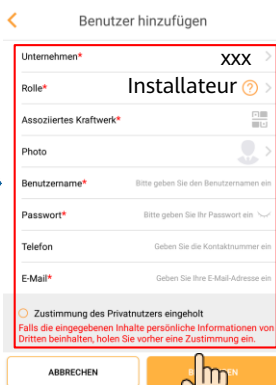 Benutzer hinzufügen
Unternehmen* xxx
Rolle* Installateur ?
Assoziiertes Kraftwerk*
Photo
Benutzername* Bitte geben Sie den Benutzernamen ein
Passwort* Bitte geben Sie Ihr Passwort ein
Telefon Geben Sie die Kontaktnummer ein
E-Mail* Geben Sie Ihre E-Mail-Adresse ein
Zustimmung des Privatnutzers eingeholt
Falls die eingegebenen Inhalte persönliche Informationen von
Dritten beinhalten, holen Sie vorher eine Zustimmung ein.
ABBRECHEN